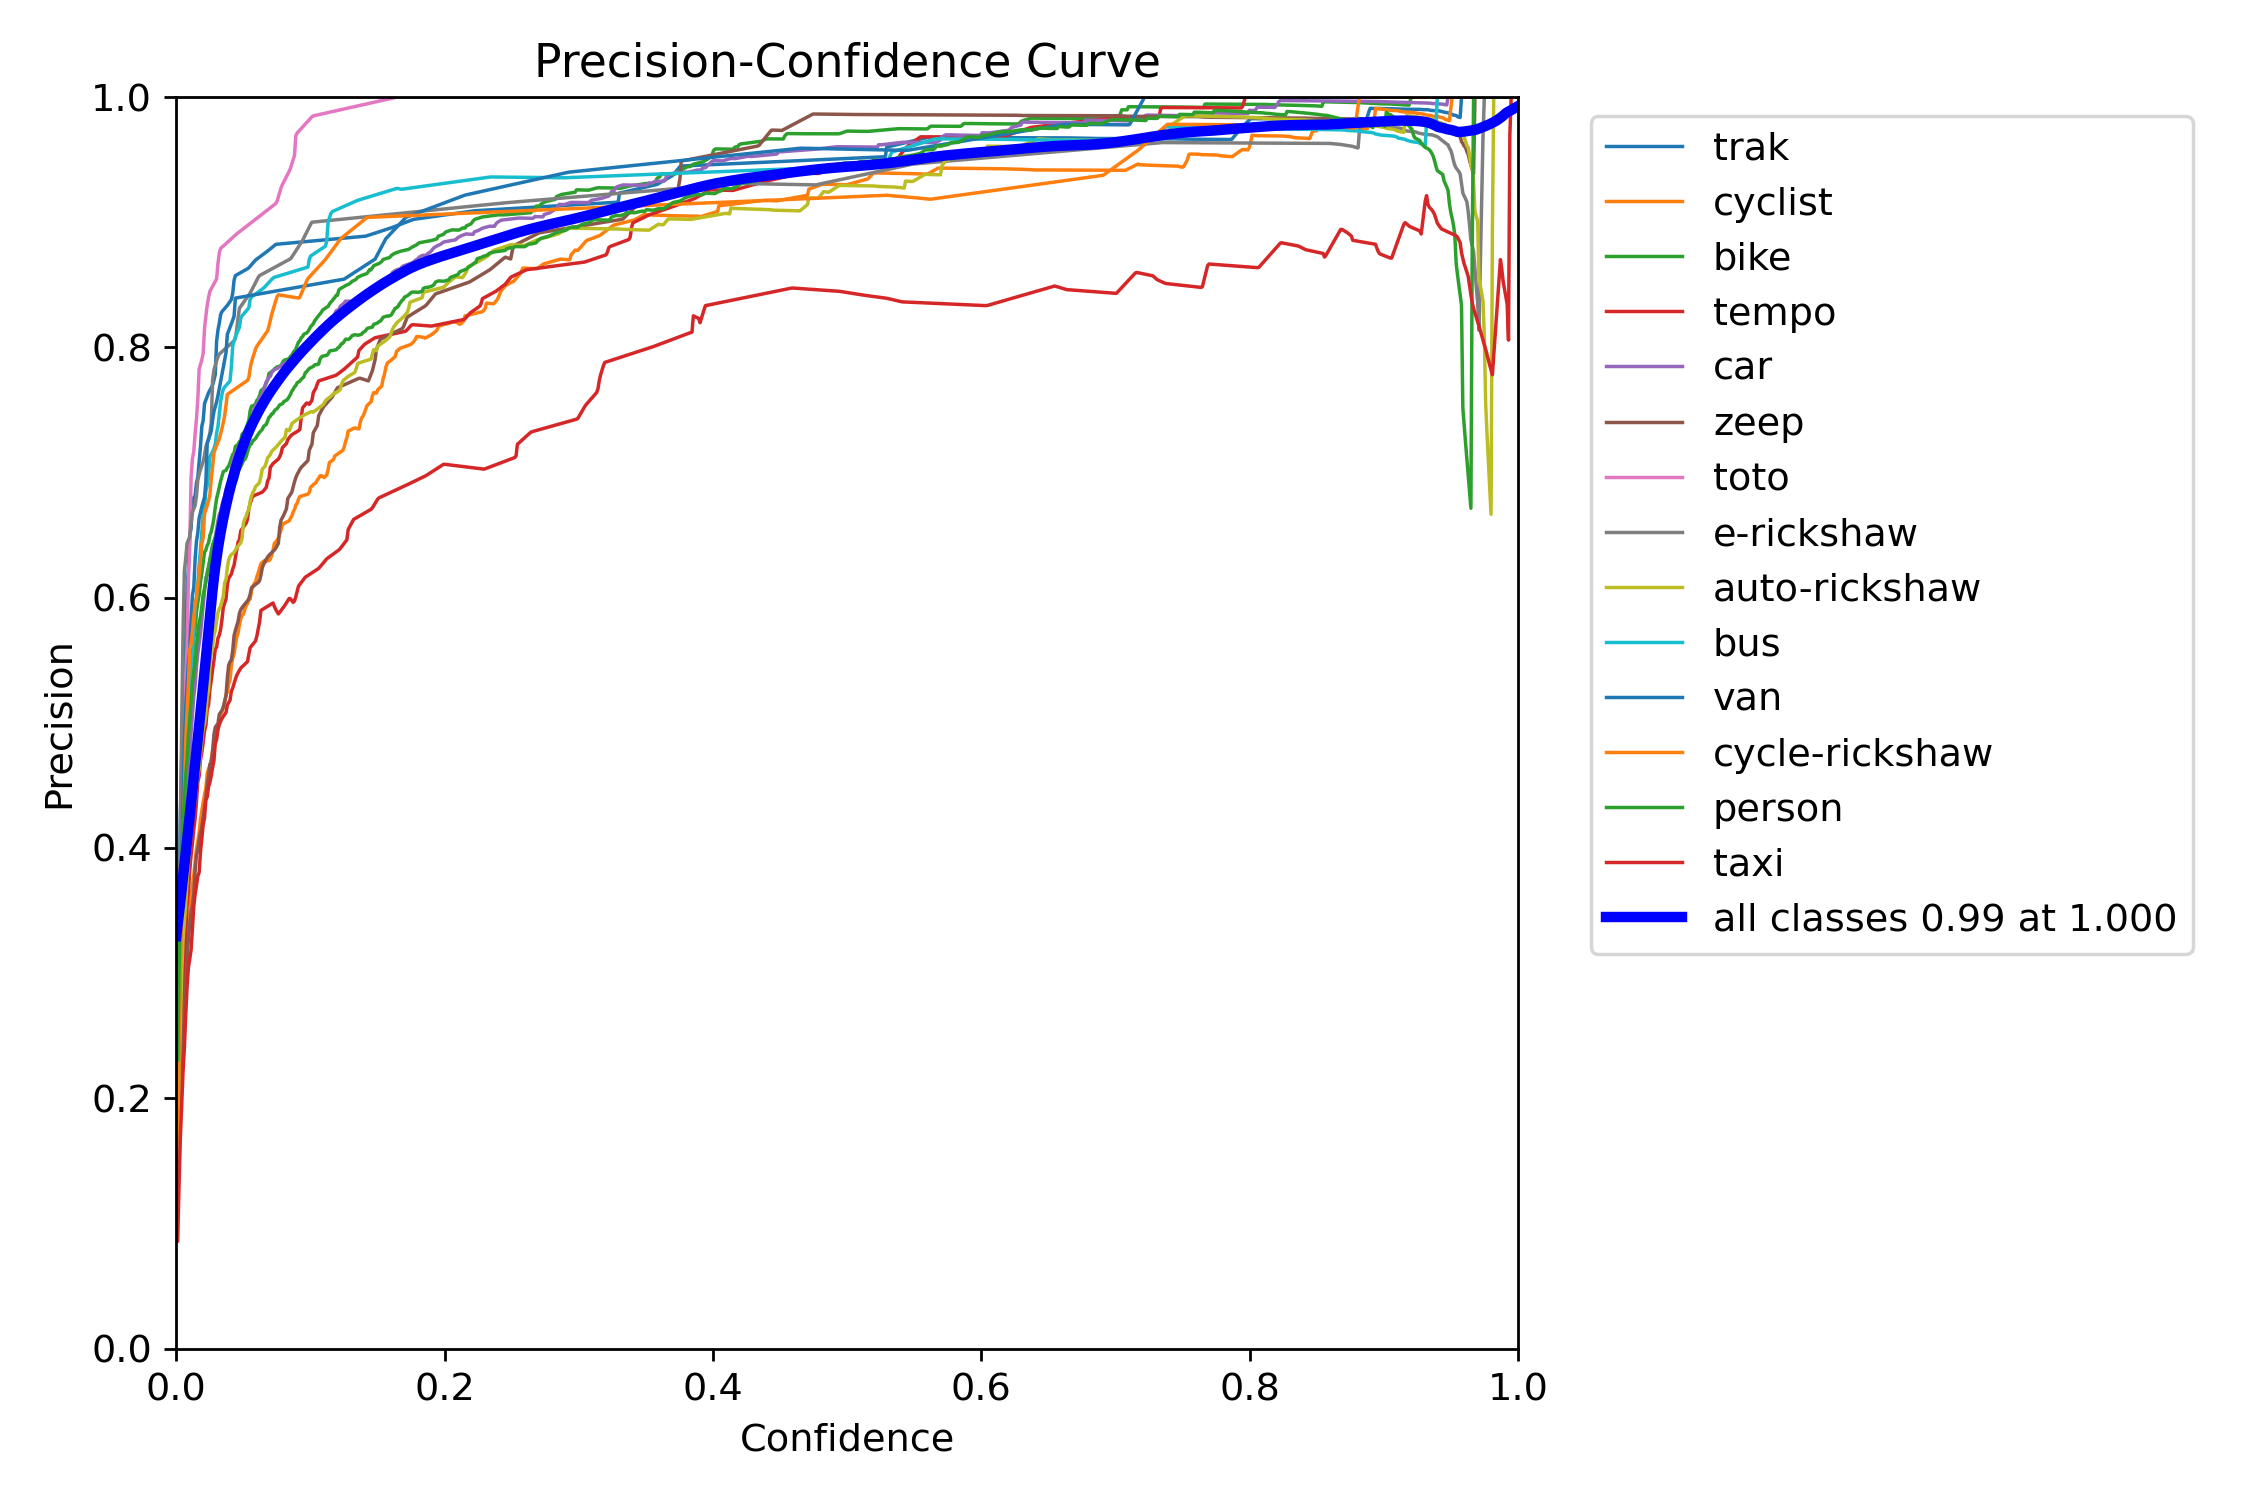 Precision-Confidence Curve
1.0
0.8
0.6
0.4
0.2
0.0
Precision
0.0 0.2 0.4 0.6 0.8 1.0
Confidence
trak
cyclist
bike
tempo
car
zeep
toto
e-rickshaw
auto-rickshaw
bus
van
cycle-rickshaw
person
taxi
all classes 0.99 at 1.000